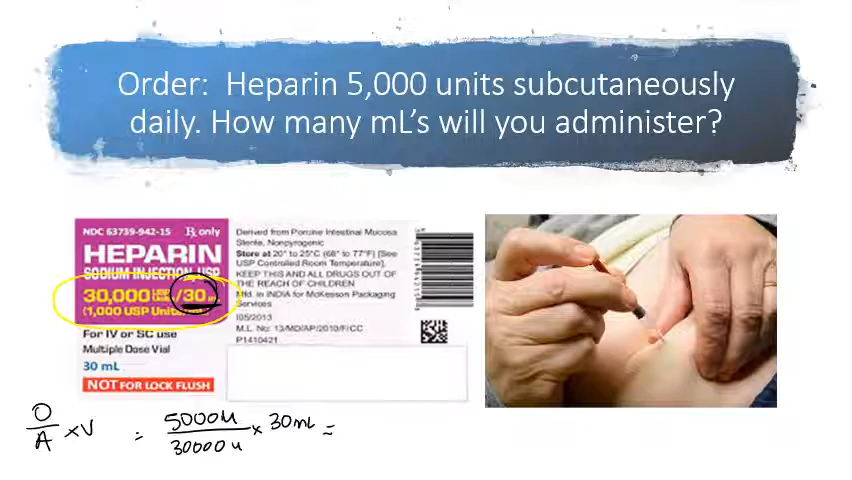 Order: Heparin 5,000 units subcutaneously
daily. How many mL's will you administer?
NDC 63739-942-15 Rx only
HEPARIN
SODIUM INJECTION USP
30,000 /30
(1,000 USP Units
For IV or SC use
Multiple Dose Vial
30 mL
NOT FOR LOCK FLUSH
Derived from Porcine Intestinal Mucosa
Sterile, Nonpyrogenic
Store at 20° to 25°C (68° to 77°F) [See
USP Controlled Room Temperature].
KEEP THIS AND ALL DRUGS OUT OF
THE REACH OF CHILDREN
Mfd. in INDIA for McKesson Packaging
Services
05/2013
M.L. No: 13/MD/AP/2010/F/CC
P1410421
O/A × V = 5000u/30000u × 30mL =